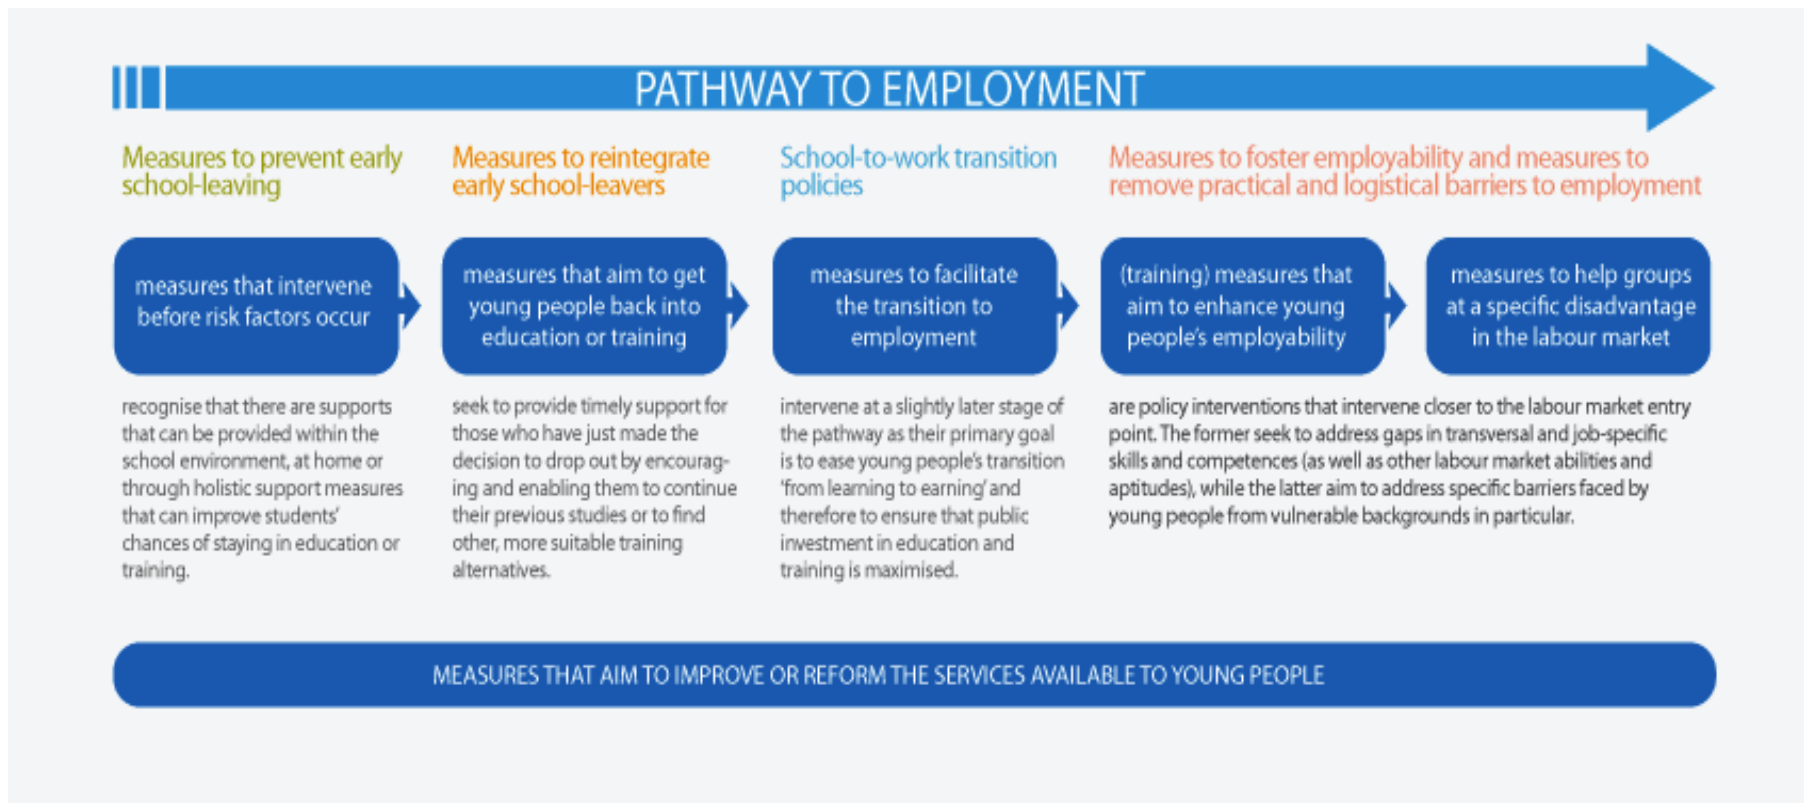 PATHWAY TO EMPLOYMENT
Measures to prevent early
school-leaving
measures that intervene
before risk factors occur
recognise that there are supports
that can be provided within the
school environment, at home or
through holistic support measures
that can improve students'
chances of staying in education or
training.
Measures to reintegrate
early school-leavers
measures that aim to get
young people back into
education or training
seek to provide timely support for
those who have just made the
decision to drop out by encourag-
ing and enabling them to continue
their previous studies or to find
other, more suitable training
alternatives.
School-to-work transition
policies
measures to facilitate
the transition to
employment
intervene at a slightly later stage of
the pathway as their primary goal
is to ease young people's transition
'from learning to earning' and
therefore to ensure that public
investment in education and
training is maximised.
Measures to foster employability and measures to
remove practical and logistical barriers to employment
(training) measures that
aim to enhance young
people's employability
measures to help groups
at a specific disadvantage
in the labour market
are policy interventions that intervene closer to the labour market entry
point. The former seek to address gaps in transversal and job-specific
skills and competences (as well as other labour market abilities and
aptitudes), while the latter aim to address specific barriers faced by
young people from vulnerable backgrounds in particular.
MEASURES THAT AIM TO IMPROVE OR REFORM THE SERVICES AVAILABLE TO YOUNG PEOPLE